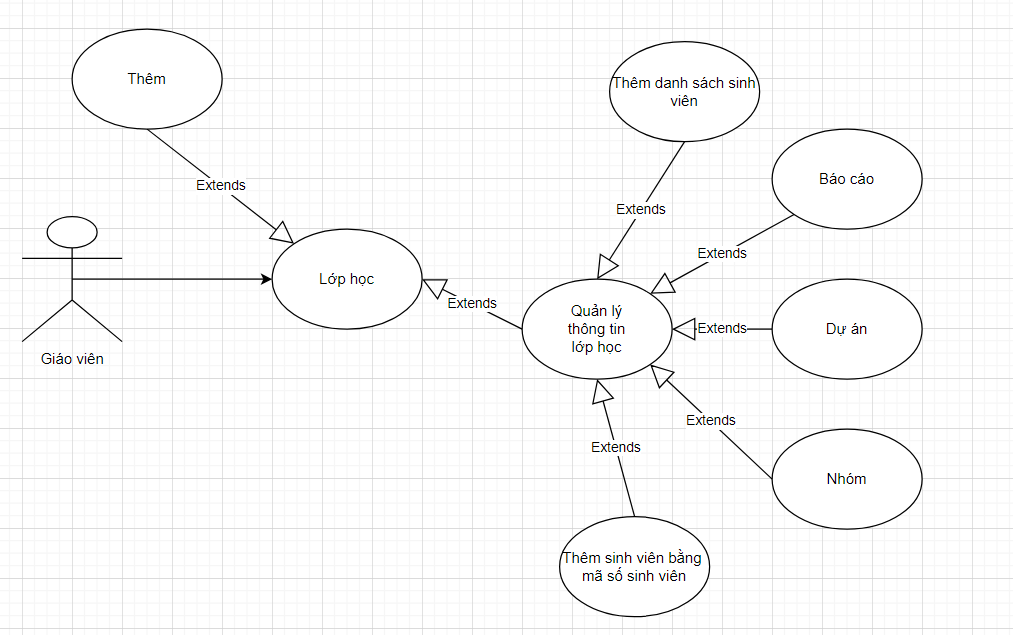 Thêm
Thêm danh sách sinh
viên
Báo cáo
Extends
Extends
Extends
Giáo viên
Lớp học
Extends
Quản lý
thông tin
lớp học
Extends
Dự án
Extends
Extends
Nhóm
Thêm sinh viên bằng
mã số sinh viên